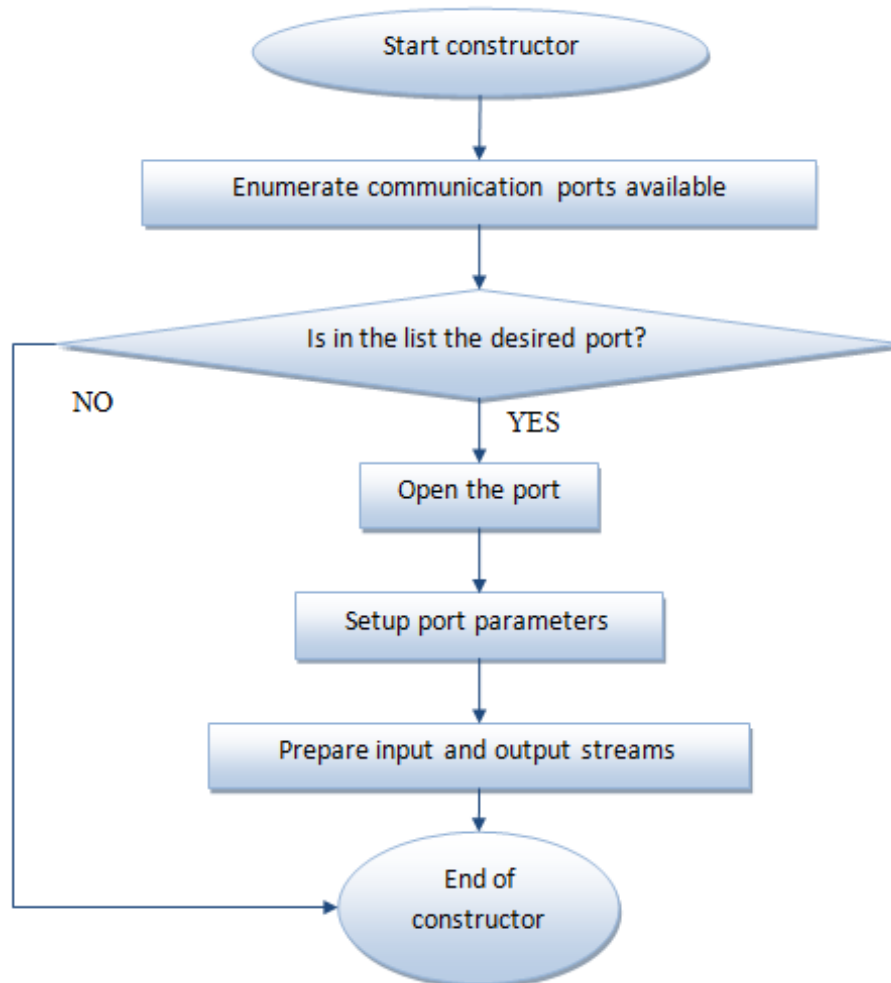 Start constructor
Enumerate communication ports available
Is in the list the desired port?
NO
YES
Open the port
Setup port parameters
Prepare input and output streams
End of
constructor